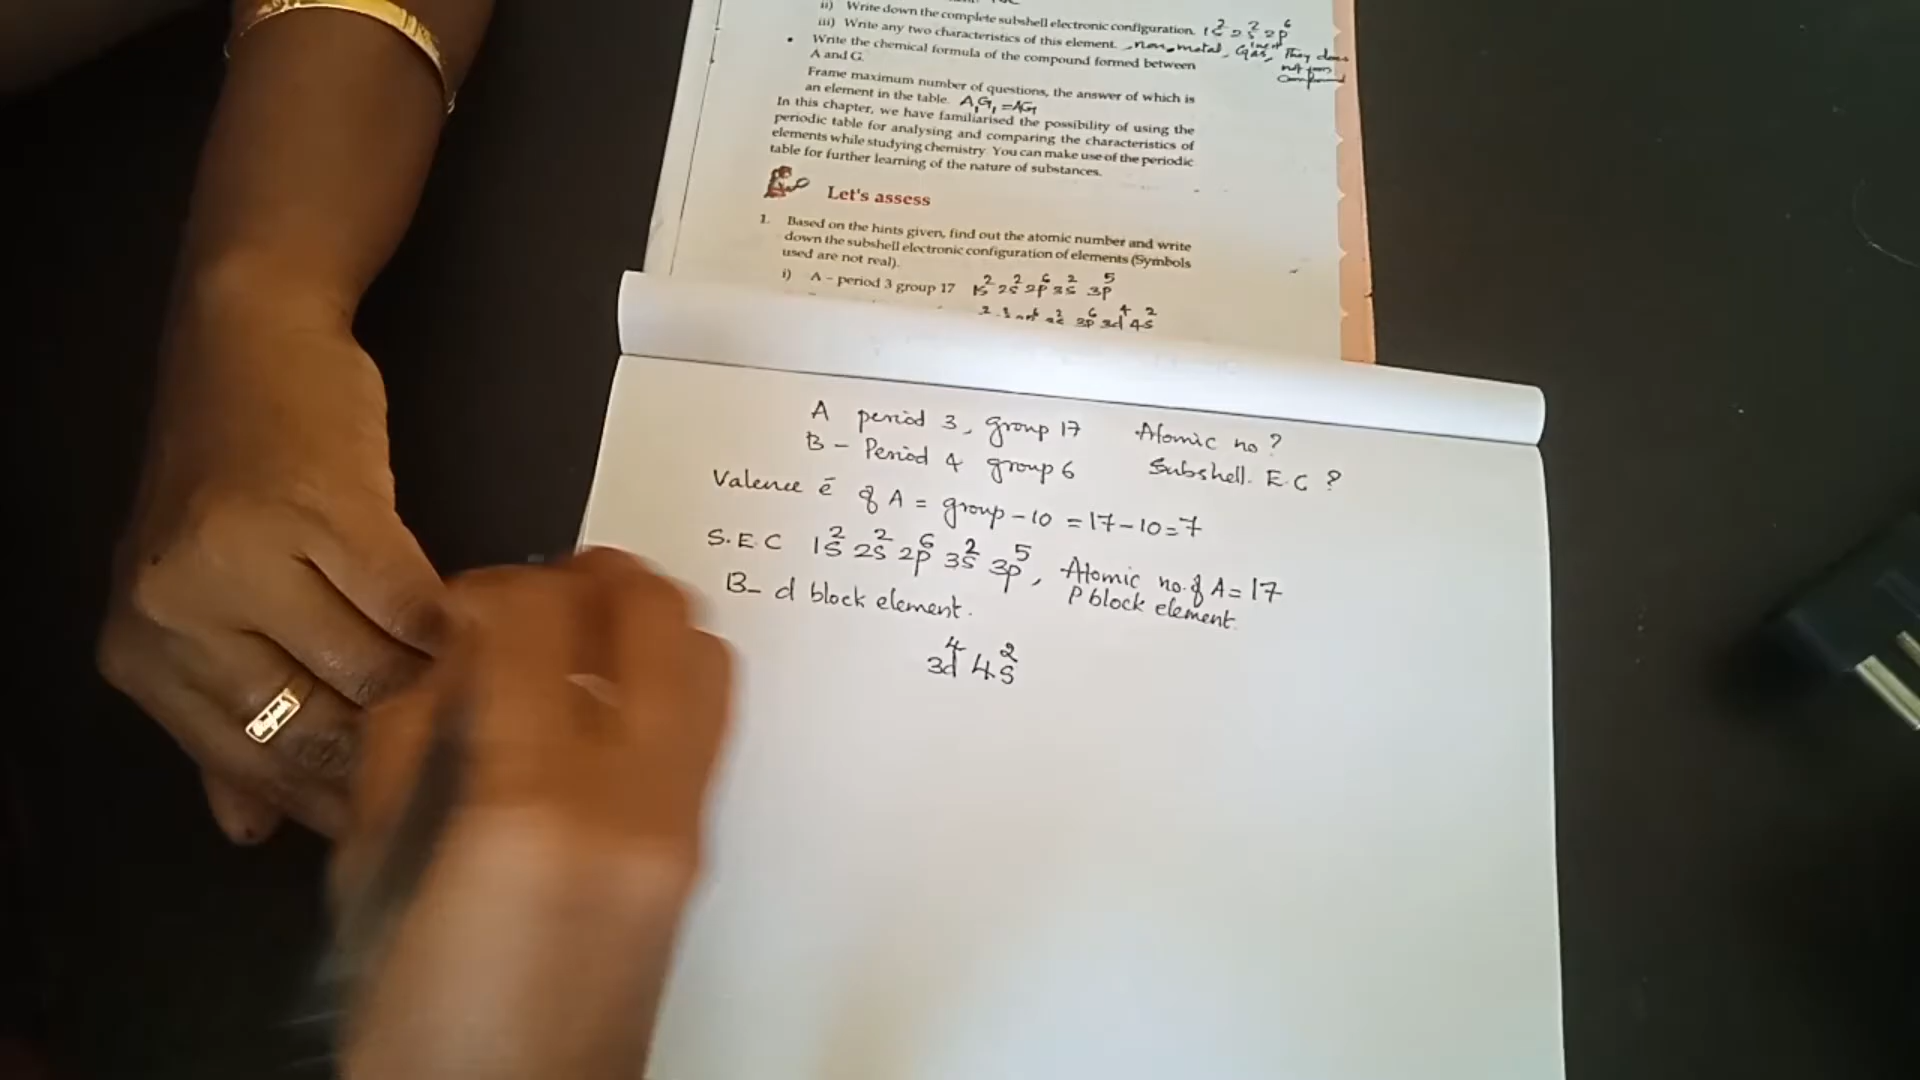 ii) Write down the complete subshell electronic configuration. 1s² 2s² 2p⁶
iii) Write any two characteristics of this element. non metal, Gas, inert They does
not
compound
• Write the chemical formula of the compound formed between
A and G.
Frame maximum number of questions, the answer of which is
an element in the table. A₁G₁ = AG
In this chapter, we have familiarised the possibility of using the
periodic table for analysing and comparing the characteristics of
elements while studying chemistry. You can make use of the periodic
table for further learning of the nature of substances.
Let's assess
1. Based on the hints given, find out the atomic number and write
down the subshell electronic configuration of elements (Symbols
used are not real).
i) A – period 3 group 17 1s² 2s² 2p⁶ 3s² 3p⁵
3p⁶ 3d⁴ 4s²
A period 3, group 17 Atomic no ?
B – Period 4 group 6 Subshell. E.C ?
Valence ē of A = group – 10 = 17 – 10 = 7
S.E.C 1s² 2s² 2p⁶ 3s² 3p⁵, Atomic no. of A = 17
P block element.
B – d block element.
3d⁴ 4s²